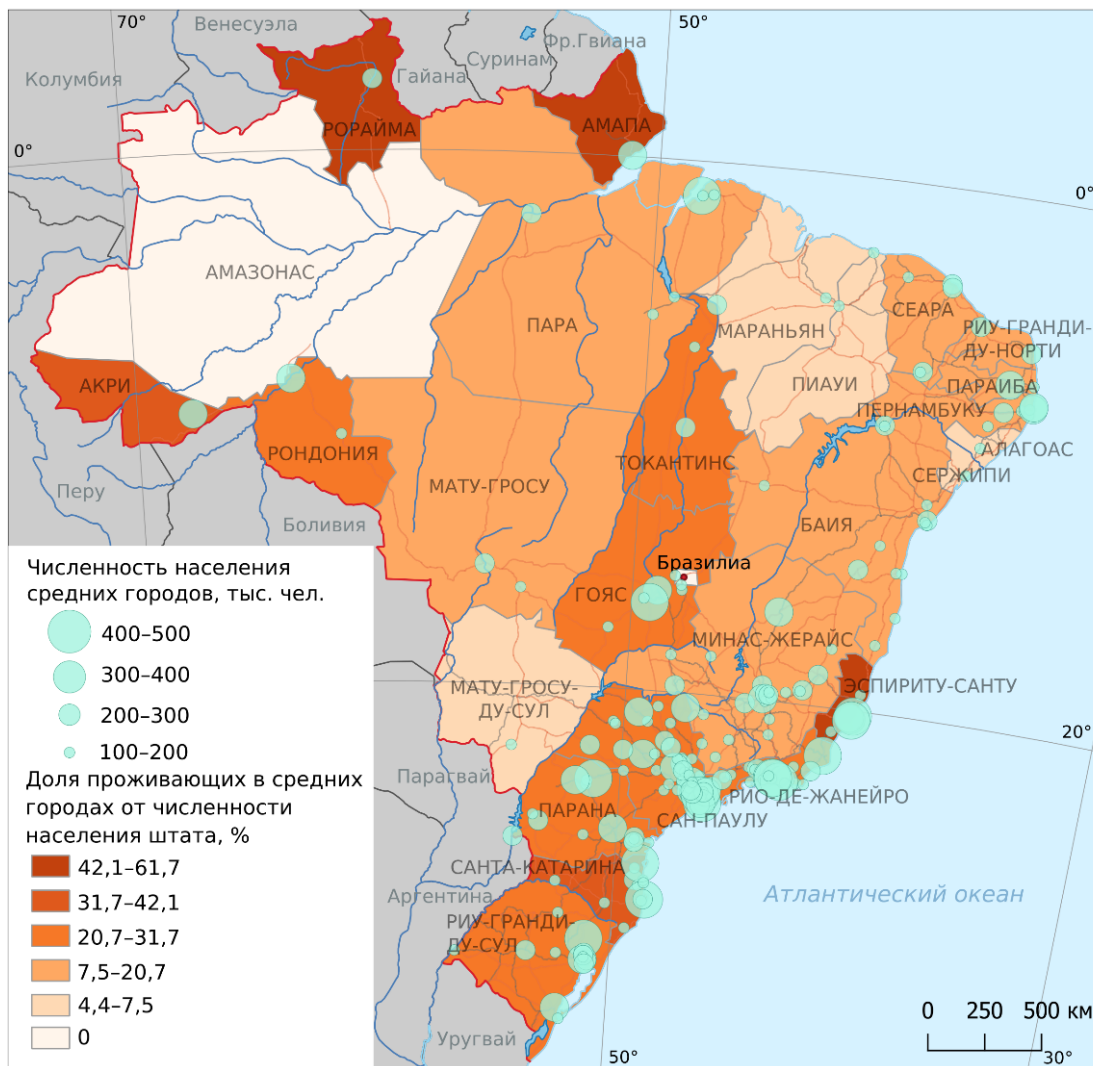 70°
50°
Венесуэла
Фр.Гвиана
Суринам
Колумбия
Гайана
РОРАЙМА
АМАПА
0°
0°
АМАЗОНАС
ПАРА
СЕАРА
МАРАНЬЯН
РИУ-ГРАНДИ-
ДУ-НОРТИ
АКРИ
ПИАУИ
ПАРАИБА
ПЕРНАМБУКУ
РОНДОНИЯ
ТОКАНТИНС
АЛАГОАС
СЕРЖИПИ
МАТУ-ГРОСУ
Перу
Боливия
БАИЯ
Бразилиа
ГОЯС
МИНАС-ЖЕРАЙС
МАТУ-ГРОСУ-
ДУ-СУЛ
ЭСПИРИТУ-САНТУ
20°
Парагвай
ПАРАНА
РИО-ДЕ-ЖАНЕЙРО
САН-ПАУЛУ
САНТА-КАТАРИНА
Аргентина
Атлантический океан
РИУ-ГРАНДИ-
ДУ-СУЛ
Уругвай
50°
30°
0 250 500 км
Численность населения
средних городов, тыс. чел.
400–500
300–400
200–300
100–200
Доля проживающих в средних
городах от численности
населения штата, %
42,1–61,7
31,7–42,1
20,7–31,7
7,5–20,7
4,4–7,5
0